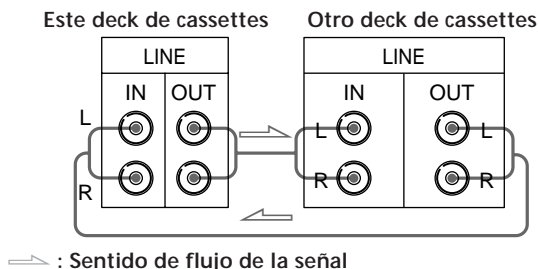 Este deck de cassettes Otro deck de cassettes
LINE LINE
IN OUT IN OUT
L L L
R R R
: Sentido de flujo de la señal